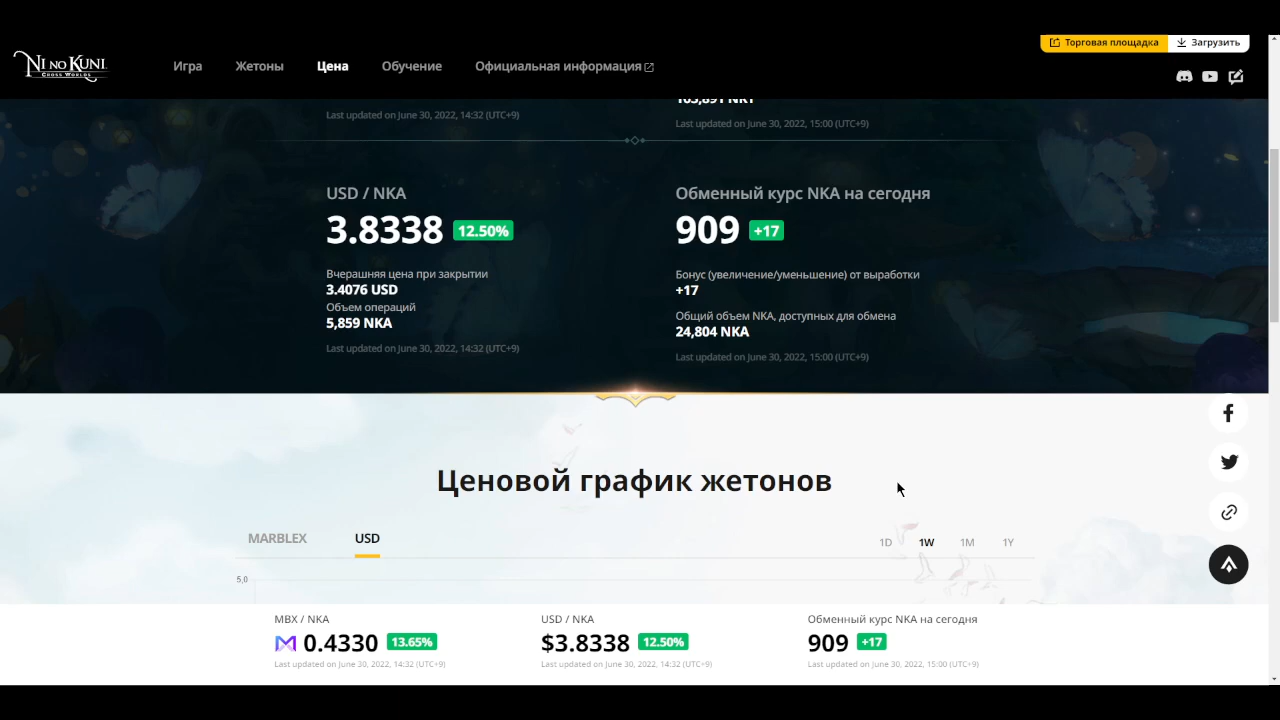 Торговая площадка
Загрузить
NI NO KUNI
CROSS WORLDS
Игра
Жетоны
Цена
Обучение
Официальная информация
Last updated on June 30, 2022, 14:32 (UTC+9)
Last updated on June 30, 2022, 15:00 (UTC+9)
USD / NKA
3.8338 12.50%
Вчерашняя цена при закрытии
3.4076 USD
Объем операций
5,859 NKA
Last updated on June 30, 2022, 14:32 (UTC+9)
Обменный курс NKA на сегодня
909 +17
Бонус (увеличение/уменьшение) от выработки
+17
Общий объем NKA, доступных для обмена
24,804 NKA
Last updated on June 30, 2022, 15:00 (UTC+9)
Ценовой график жетонов
MARBLEX
USD
1D
1W
1M
1Y
5,0
MBX / NKA
0.4330 13.65%
Last updated on June 30, 2022, 14:32 (UTC+9)
USD / NKA
$3.8338 12.50%
Last updated on June 30, 2022, 14:32 (UTC+9)
Обменный курс NKA на сегодня
909 +17
Last updated on June 30, 2022, 15:00 (UTC+9)